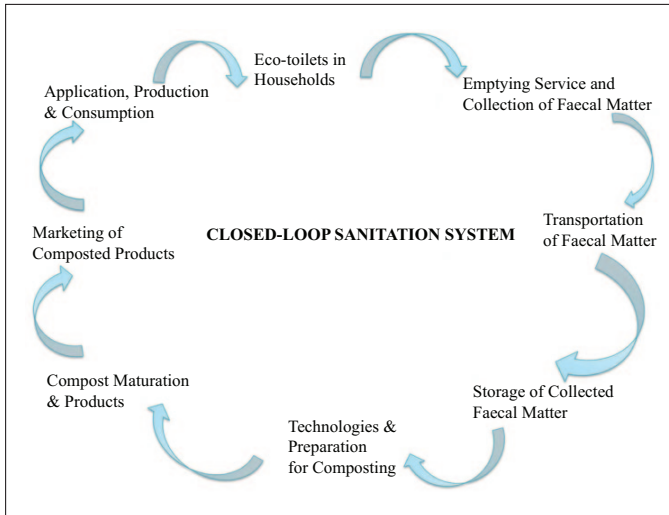 Eco-toilets in
Households
Emptying Service and
Collection of Faecal Matter
Transportation
of Faecal Matter
Storage of Collected
Faecal Matter
Technologies &
Preparation
for Composting
Compost Maturation
& Products
Marketing of
Composted Products
Application, Production
& Consumption
CLOSED-LOOP SANITATION SYSTEM